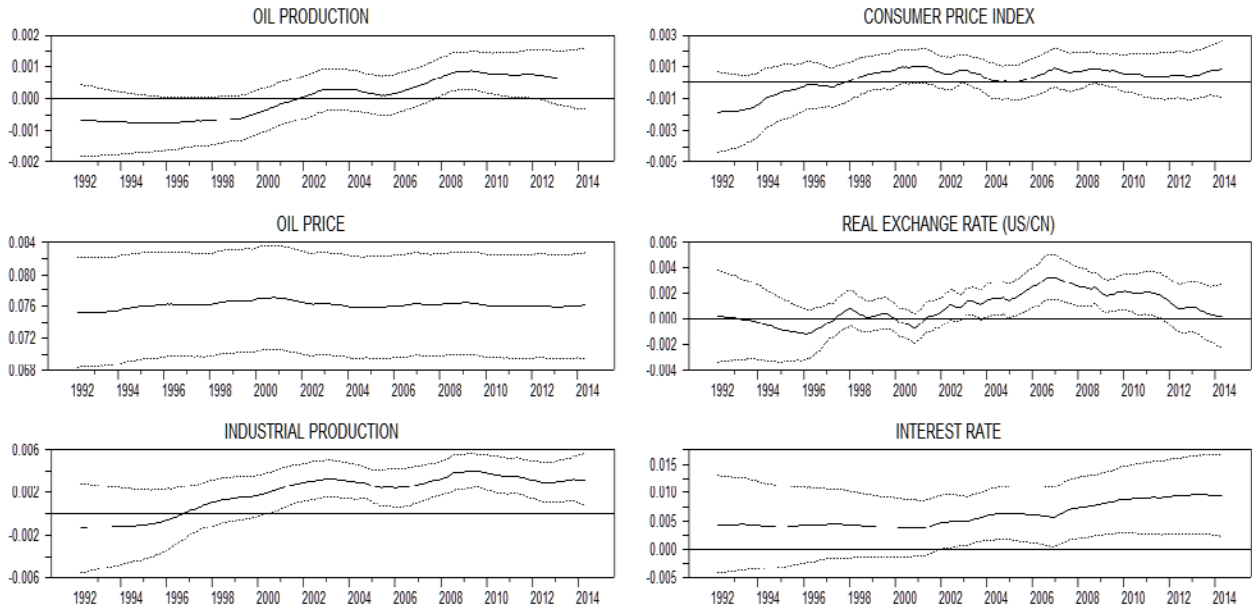 OIL PRODUCTION
0.002
0.001
0.000
-0.001
-0.002
1992 1994 1996 1998 2000 2002 2004 2006 2008 2010 2012 2014
CONSUMER PRICE INDEX
0.003
0.001
-0.001
-0.003
-0.005
1992 1994 1996 1998 2000 2002 2004 2006 2008 2010 2012 2014
OIL PRICE
0.084
0.080
0.076
0.072
0.068
1992 1994 1996 1998 2000 2002 2004 2006 2008 2010 2012 2014
REAL EXCHANGE RATE (US/CN)
0.006
0.004
0.002
0.000
-0.002
-0.004
1992 1994 1996 1998 2000 2002 2004 2006 2008 2010 2012 2014
INDUSTRIAL PRODUCTION
0.006
0.002
-0.002
-0.006
1992 1994 1996 1998 2000 2002 2004 2006 2008 2010 2012 2014
INTEREST RATE
0.015
0.010
0.005
0.000
-0.005
1992 1994 1996 1998 2000 2002 2004 2006 2008 2010 2012 2014